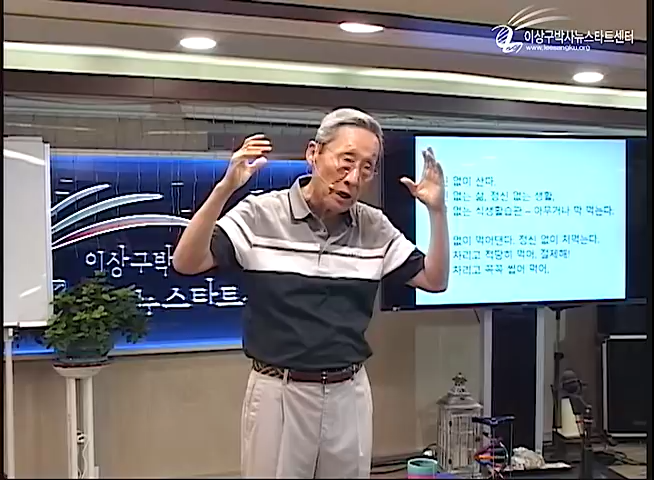 이상구박사뉴스타트센터
www.leesangku.org
없이 산다.
없는 삶, 정신 없는 생활,
없는 식생활습관 – 아무거나 막 먹는다.
없이 먹어댄다. 정신 없이 처먹는다.
차리고 적당히 먹어, 절제해!
차리고 꼭꼭 씹어 먹어.
이상구박
뉴스타트